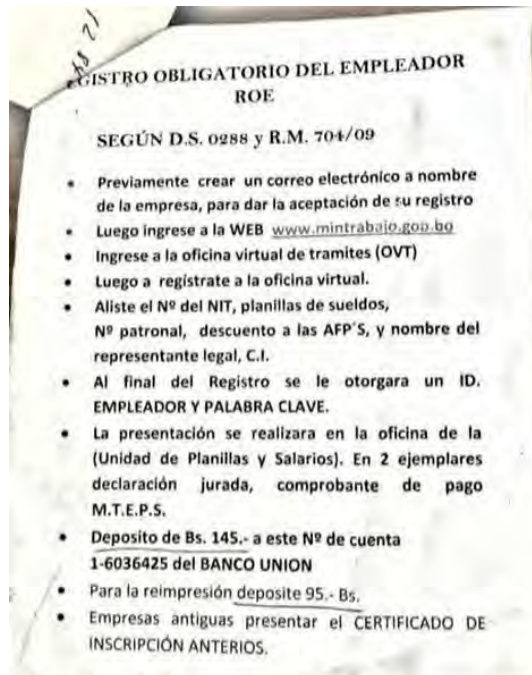 GISTRO OBLIGATORIO DEL EMPLEADOR
ROE
SEGÚN D.S. 0288 y R.M. 704/09
• Previamente crear un correo electrónico a nombre
de la empresa, para dar la aceptación de su registro
• Luego ingrese a la WEB www.mintrabajo.gob.bo
• Ingrese a la oficina virtual de tramites (OVT)
• Luego a regístrate a la oficina virtual.
• Aliste el Nº del NIT, planillas de sueldos,
Nº patronal, descuento a las AFP´S, y nombre del
representante legal, C.I.
• Al final del Registro se le otorgara un ID.
EMPLEADOR Y PALABRA CLAVE.
• La presentación se realizara en la oficina de la
(Unidad de Planillas y Salarios). En 2 ejemplares
declaración jurada, comprobante de pago
M.T.E.P.S.
• Deposito de Bs. 145.- a este Nº de cuenta
1-6036425 del BANCO UNION
• Para la reimpresión deposite 95.- Bs.
• Empresas antiguas presentar el CERTIFICADO DE
INSCRIPCIÓN ANTERIOS.